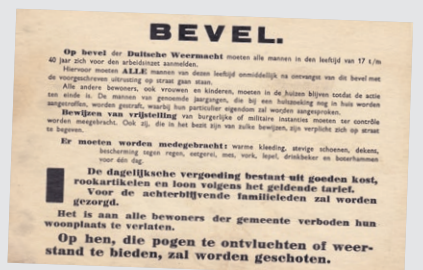 BEVEL.
Op bevel der Duitsche Weermacht moeten alle mannen in den leeftijd van 17 t/m
40 jaar zich voor den arbeidsinzet aanmelden.
Hiervoor moeten ALLE mannen van dezen leeftijd onmiddellijk na ontvangst van dit bevel met
de voorgeschreven uitrusting op straat gaan staan.
Alle andere bewoners, ook vrouwen en kinderen, moeten in de huizen blijven totdat de actie
ten einde is. De mannen van genoemde jaargangen, die bij een huiszoeking nog in huis worden
aangetroffen, worden gestraft, waarbij hun particulier eigendom zal worden aangesproken.
Bewijzen van vrijstelling van burgerlijke of militaire instanties moeten ter contrôle
worden meegebracht. Ook zij, die in het bezit zijn van zulke bewijzen, zijn verplicht zich op straat
te begeven.
Er moeten worden medegebracht: warme kleeding, stevige schoenen, dekens,
bescherming tegen regen, eetgerei, mes, vork, lepel, drinkbeker en boterhammen
voor één dag.
De dagelijksche vergoeding bestaat uit goeden kost,
rookartikelen en loon volgens het geldende tarief.
Voor de achterblijvende familieleden zal worden
gezorgd.
Het is aan alle bewoners der gemeente verboden hun
woonplaats te verlaten.
Op hen, die pogen te ontvluchten of weer-
stand te bieden, zal worden geschoten.